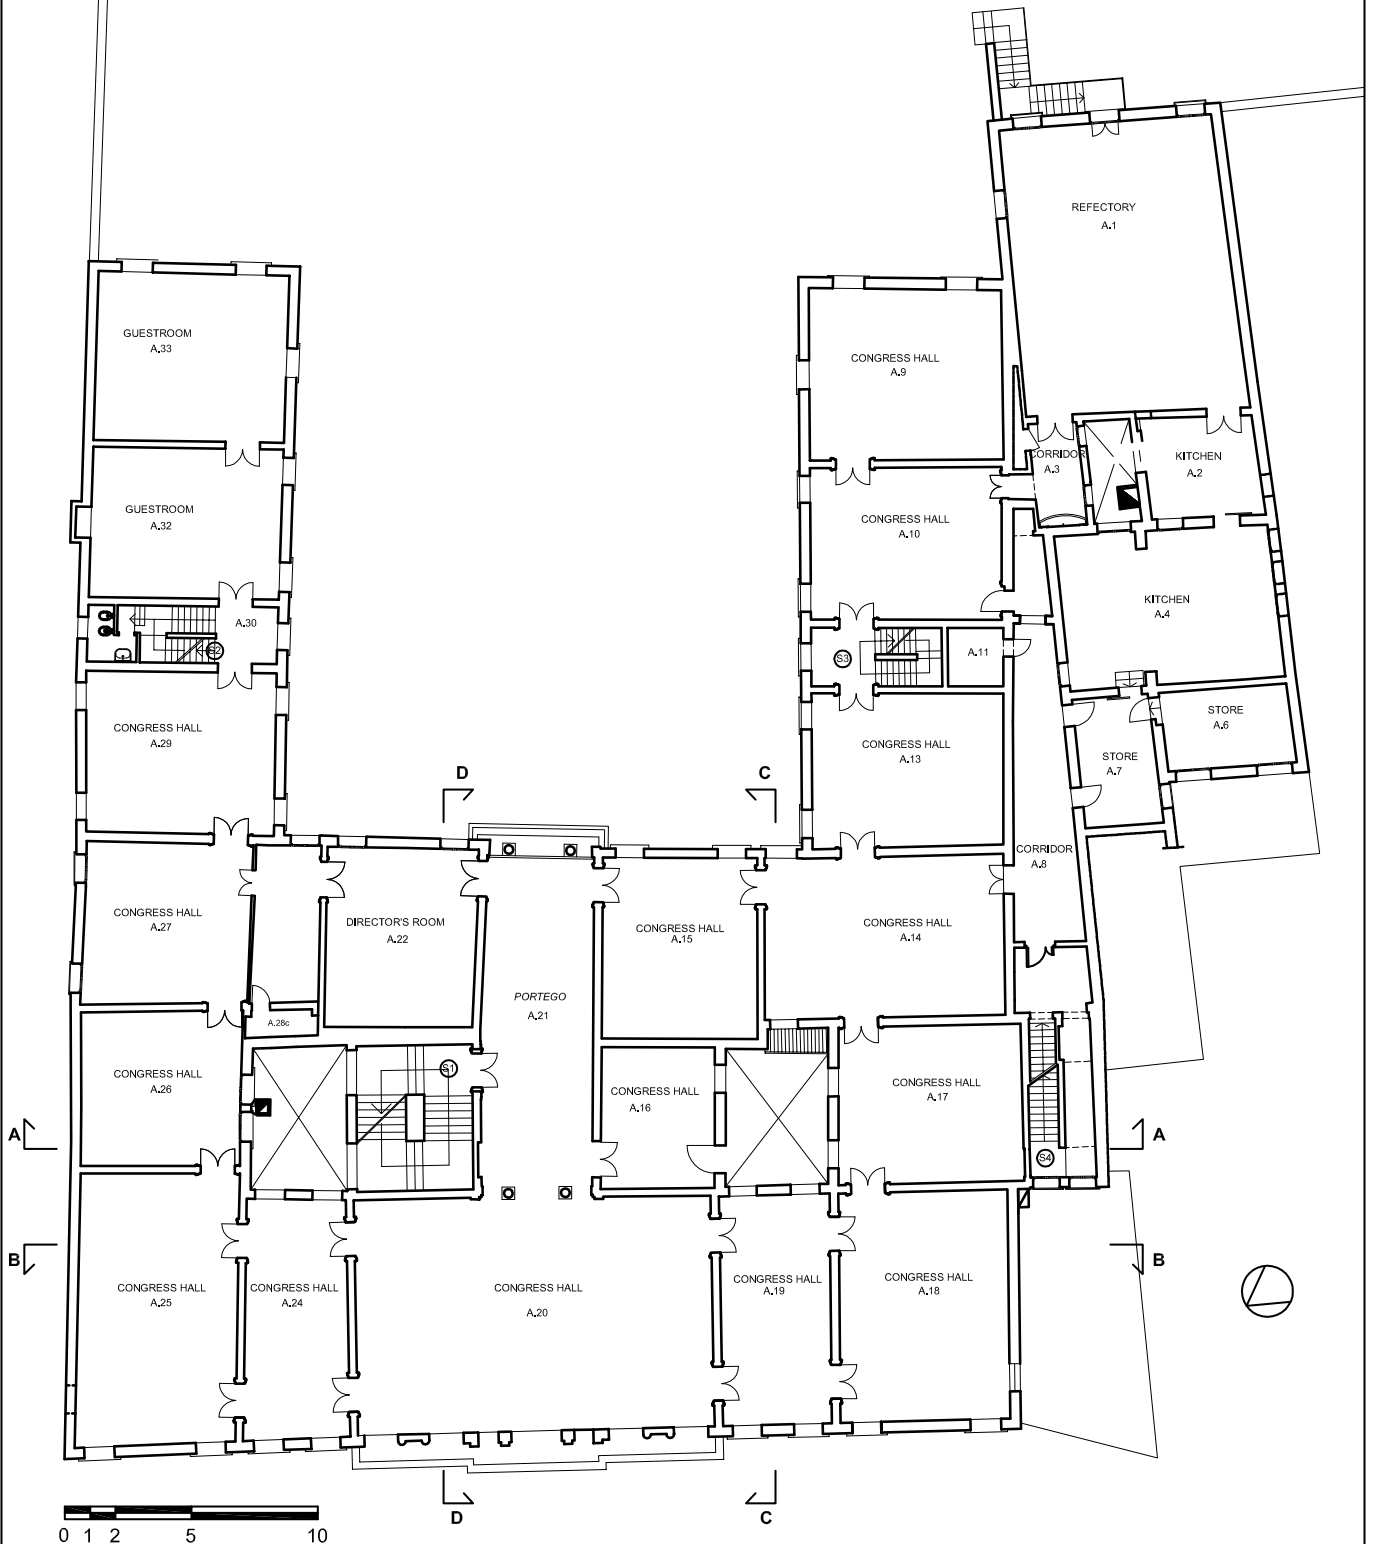 REFECTORY
A.1
GUESTROOM
A.33
CONGRESS HALL
A.9
CORRIDOR
A.3
KITCHEN
A.2
GUESTROOM
A.32
CONGRESS HALL
A.10
KITCHEN
A.4
A.30
S2
S3
A.11
CONGRESS HALL
A.29
CONGRESS HALL
A.13
STORE
A.6
STORE
A.7
D
C
CORRIDOR
A.8
CONGRESS HALL
A.27
DIRECTOR'S ROOM
A.22
CONGRESS HALL
A.15
CONGRESS HALL
A.14
PORTEGO
A.21
A.28c
CONGRESS HALL
A.26
S1
CONGRESS HALL
A.16
CONGRESS HALL
A.17
A
A
S4
B
B
CONGRESS HALL
A.25
CONGRESS HALL
A.24
CONGRESS HALL
A.20
CONGRESS HALL
A.19
CONGRESS HALL
A.18
D
C
0 1 2 5 10